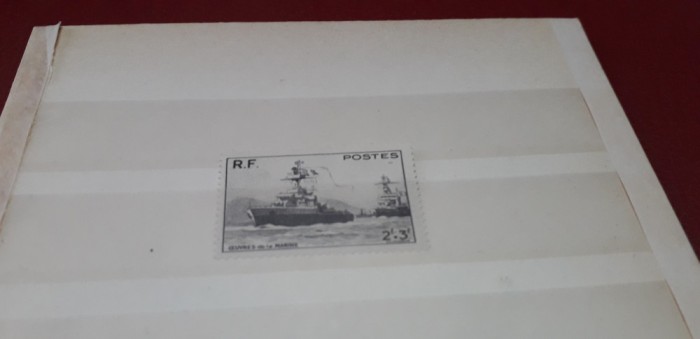 R.F. POSTES
ŒUVRES DE LA MARINE 2F+3F